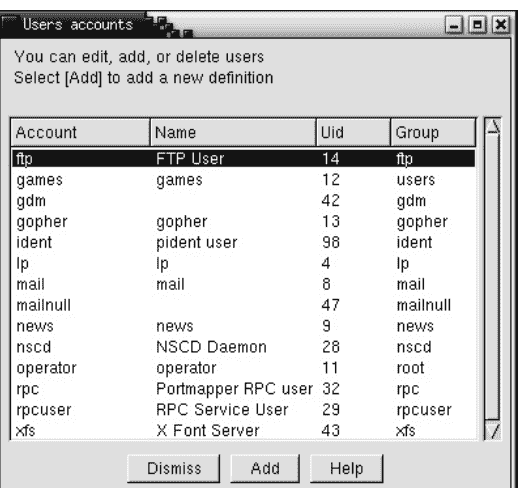 Users accounts
You can edit, add, or delete users
Select [Add] to add a new definition
Account Name Uid Group
ftp FTP User 14 ftp
games games 12 users
gdm 42 gdm
gopher gopher 13 gopher
ident pident user 98 ident
lp lp 4 lp
mail mail 8 mail
mailnull 47 mailnull
news news 9 news
nscd NSCD Daemon 28 nscd
operator operator 11 root
rpc Portmapper RPC user 32 rpc
rpcuser RPC Service User 29 rpcuser
xfs X Font Server 43 xfs
Dismiss Add Help